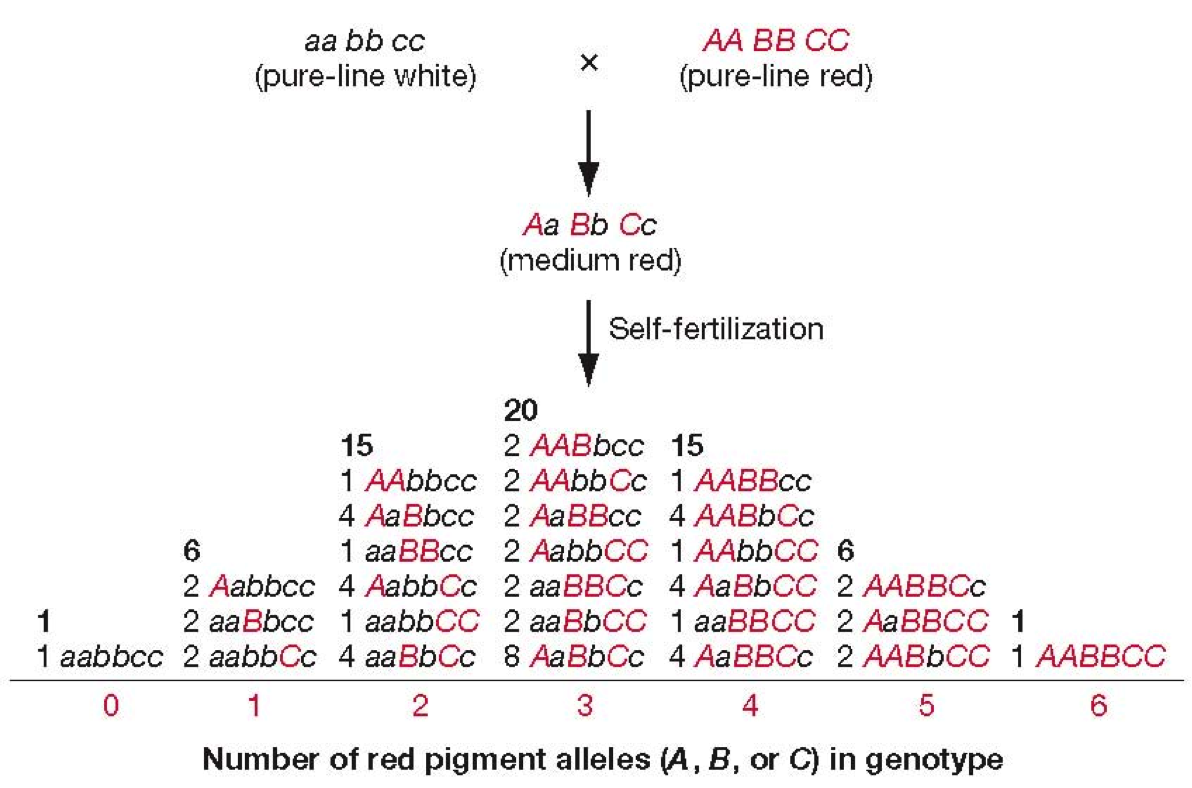 aa bb cc × AA BB CC
(pure-line white) (pure-line red)
Aa Bb Cc
(medium red)
Self-fertilization
1
1 aabbcc
6
2 Aabbcc
2 aaBbcc
2 aabbCc
15
1 AAbbcc
4 AaBbcc
1 aaBBcc
4 AabbCc
1 aabbCC
4 aaBbCc
20
2 AABbcc
2 AAbbCc
2 AaBBcc
2 AabbCC
2 aaBBCc
2 aaBbCC
8 AaBbCc
15
1 AABBcc
4 AABbCc
1 AAbbCC
4 AaBbCC
1 aaBBCC
4 AaBBCc
6
2 AABBCc
2 AaBBCC
2 AABbCC
1
1 AABBCC
0 1 2 3 4 5 6
Number of red pigment alleles (A, B, or C) in genotype